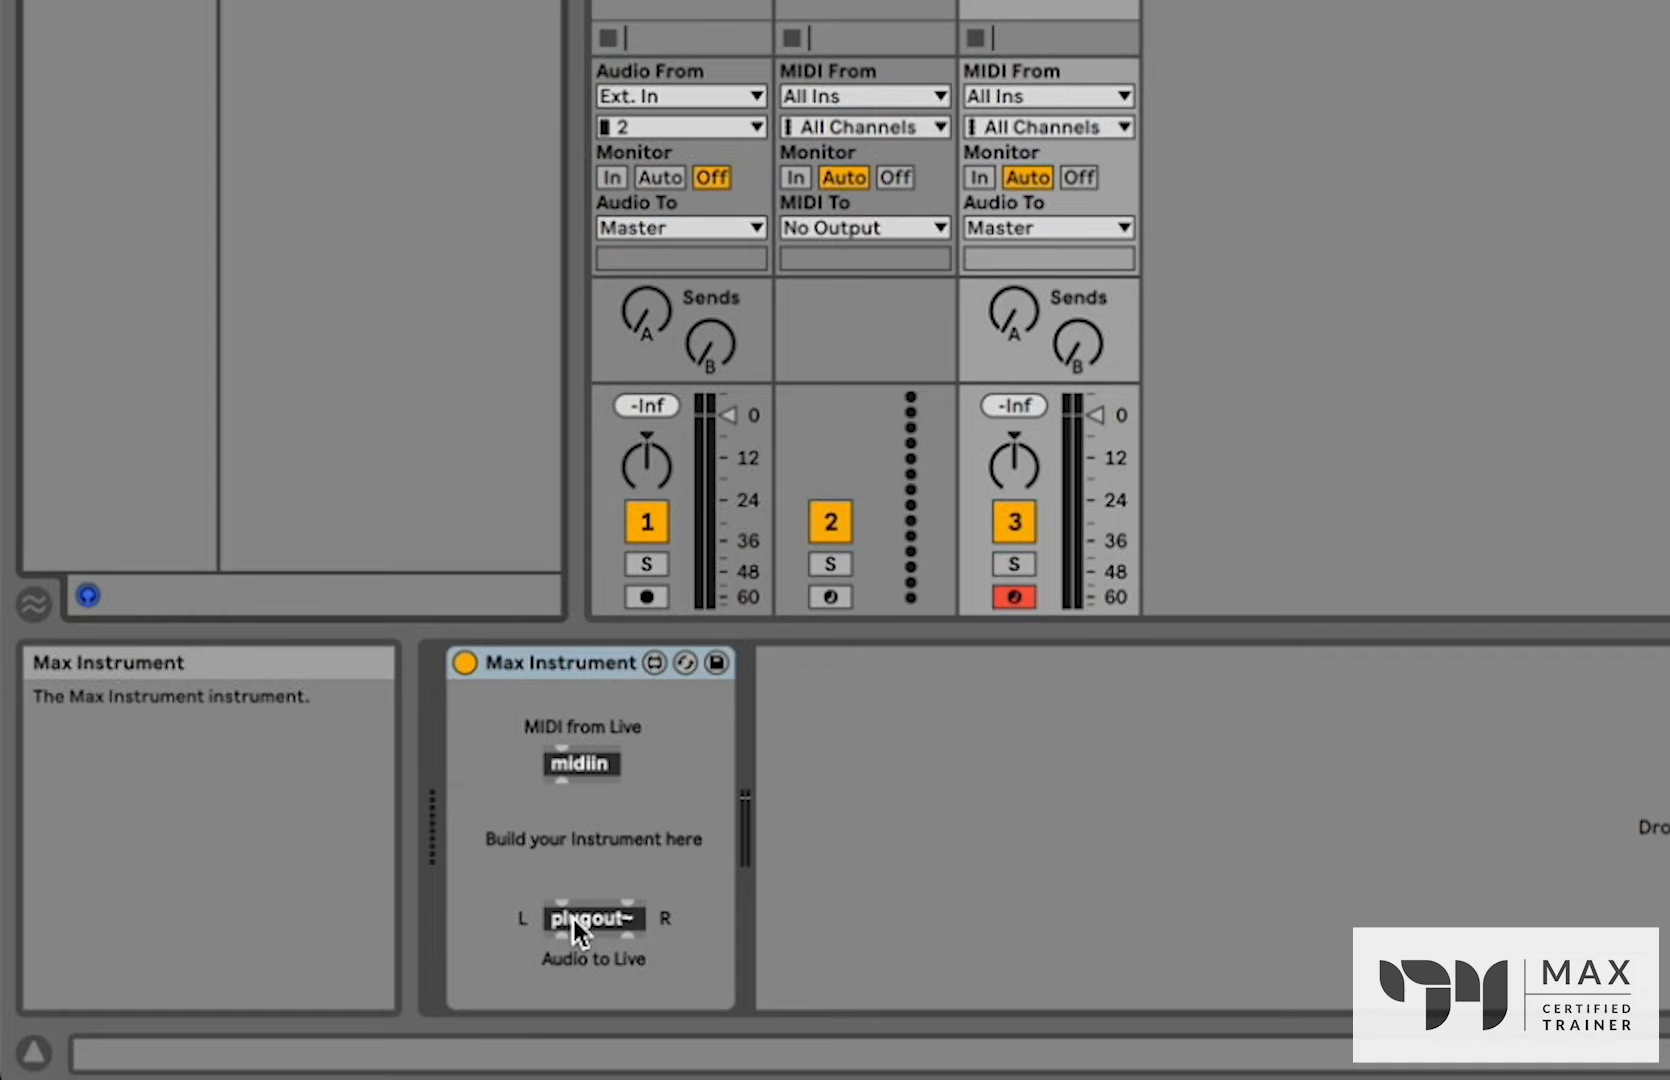 Audio From
Ext. In
2
Monitor
In Auto Off
Audio To
Master
Sends
A
B
-Inf
0
12
24
36
48
60
1
S
MIDI From
All Ins
All Channels
Monitor
In Auto Off
MIDI To
No Output
2
S
MIDI From
All Ins
All Channels
Monitor
In Auto Off
Audio To
Master
Sends
A
B
-Inf
0
12
24
36
48
60
3
S
Max Instrument
The Max Instrument instrument.
Max Instrument
MIDI from Live
midiin
Build your Instrument here
L plugout~ R
Audio to Live
Dro
MAX
CERTIFIED
TRAINER